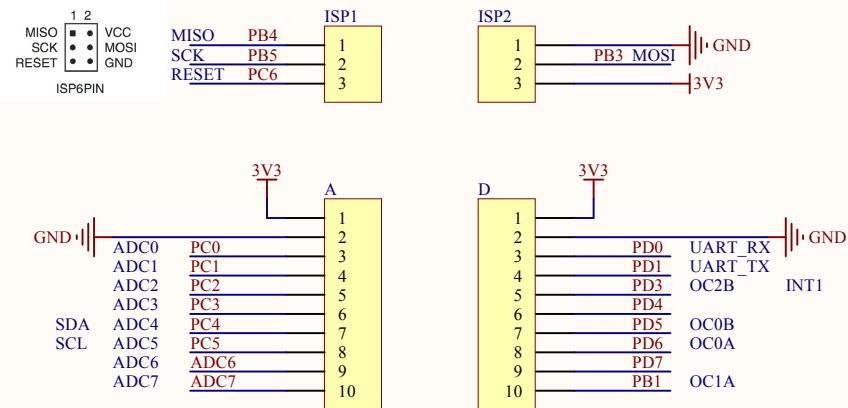 1 2
MISO VCC
SCK MOSI
RESET GND
ISP6PIN
ISP1
MISO PB4 1
SCK PB5 2
RESET PC6 3
ISP2
1 GND
2 PB3 MOSI
3 3V3
3V3
A
1
GND 2
ADC0 PC0 3
ADC1 PC1 4
ADC2 PC2 5
ADC3 PC3 6
SDA ADC4 PC4 7
SCL ADC5 PC5 8
ADC6 ADC6 9
ADC7 ADC7 10
3V3
D
1
2 GND
3 PD0 UART_RX
4 PD1 UART_TX
5 PD3 OC2B INT1
6 PD4
7 PD5 OC0B
8 PD6 OC0A
9 PD7
10 PB1 OC1A